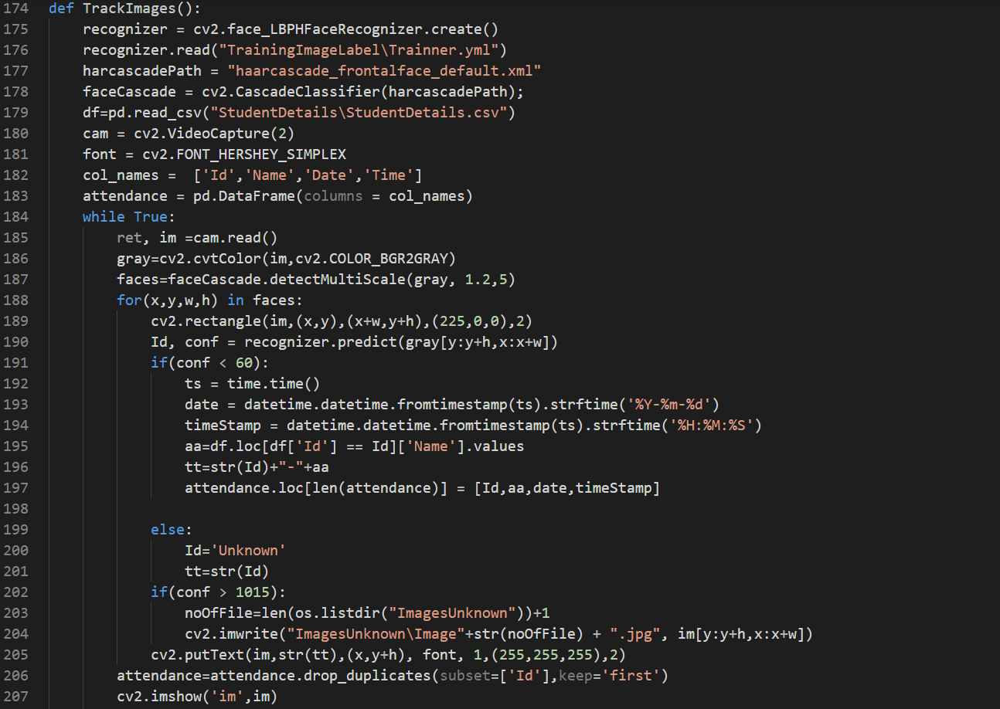 174 def TrackImages():
175     recognizer = cv2.face_LBPHFaceRecognizer.create()
176     recognizer.read("TrainingImageLabel\Trainner.yml")
177     harcascadePath = "haarcascade_frontalface_default.xml"
178     faceCascade = cv2.CascadeClassifier(harcascadePath);
179     df=pd.read_csv("StudentDetails\StudentDetails.csv")
180     cam = cv2.VideoCapture(2)
181     font = cv2.FONT_HERSHEY_SIMPLEX
182     col_names =  ['Id','Name','Date','Time']
183     attendance = pd.DataFrame(columns = col_names)
184     while True:
185         ret, im =cam.read()
186         gray=cv2.cvtColor(im,cv2.COLOR_BGR2GRAY)
187         faces=faceCascade.detectMultiScale(gray, 1.2,5)
188         for(x,y,w,h) in faces:
189             cv2.rectangle(im,(x,y),(x+w,y+h),(225,0,0),2)
190             Id, conf = recognizer.predict(gray[y:y+h,x:x+w])
191             if(conf < 60):
192                 ts = time.time()
193                 date = datetime.datetime.fromtimestamp(ts).strftime('%Y-%m-%d')
194                 timeStamp = datetime.datetime.fromtimestamp(ts).strftime('%H:%M:%S')
195                 aa=df.loc[df['Id'] == Id]['Name'].values
196                 tt=str(Id)+"-"+aa
197                 attendance.loc[len(attendance)] = [Id,aa,date,timeStamp]
198
199             else:
200                 Id='Unknown'
201                 tt=str(Id)
202             if(conf > 1015):
203                 noOfFile=len(os.listdir("ImagesUnknown"))+1
204                 cv2.imwrite("ImagesUnknown\Image"+str(noOfFile) + ".jpg", im[y:y+h,x:x+w])
205             cv2.putText(im,str(tt),(x,y+h), font, 1,(255,255,255),2)
206         attendance=attendance.drop_duplicates(subset=['Id'],keep='first')
207         cv2.imshow('im',im)